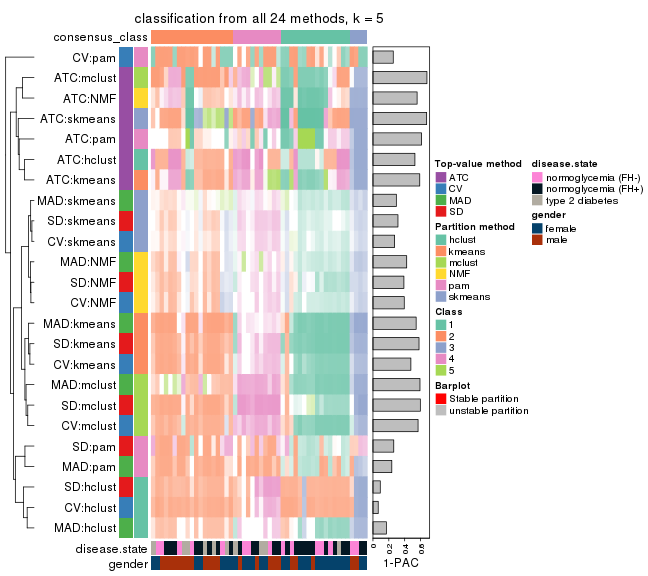 classification from all 24 methods, k = 5
consensus_class
CV:pam
ATC:mclust
ATC:NMF
ATC:skmeans
ATC:pam
ATC:hclust
ATC:kmeans
MAD:skmeans
SD:skmeans
CV:skmeans
MAD:NMF
SD:NMF
CV:NMF
MAD:kmeans
SD:kmeans
CV:kmeans
MAD:mclust
SD:mclust
CV:mclust
SD:pam
MAD:pam
SD:hclust
CV:hclust
MAD:hclust
disease.state
gender
0 0.2 0.4 0.6
1-PAC
Top-value method
ATC
CV
MAD
SD
Partition method
hclust
kmeans
mclust
NMF
pam
skmeans
Class
1
2
3
4
5
Barplot
Stable partition
unstable partition
disease.state
normoglycemia (FH-)
normoglycemia (FH+)
type 2 diabetes
gender
female
male